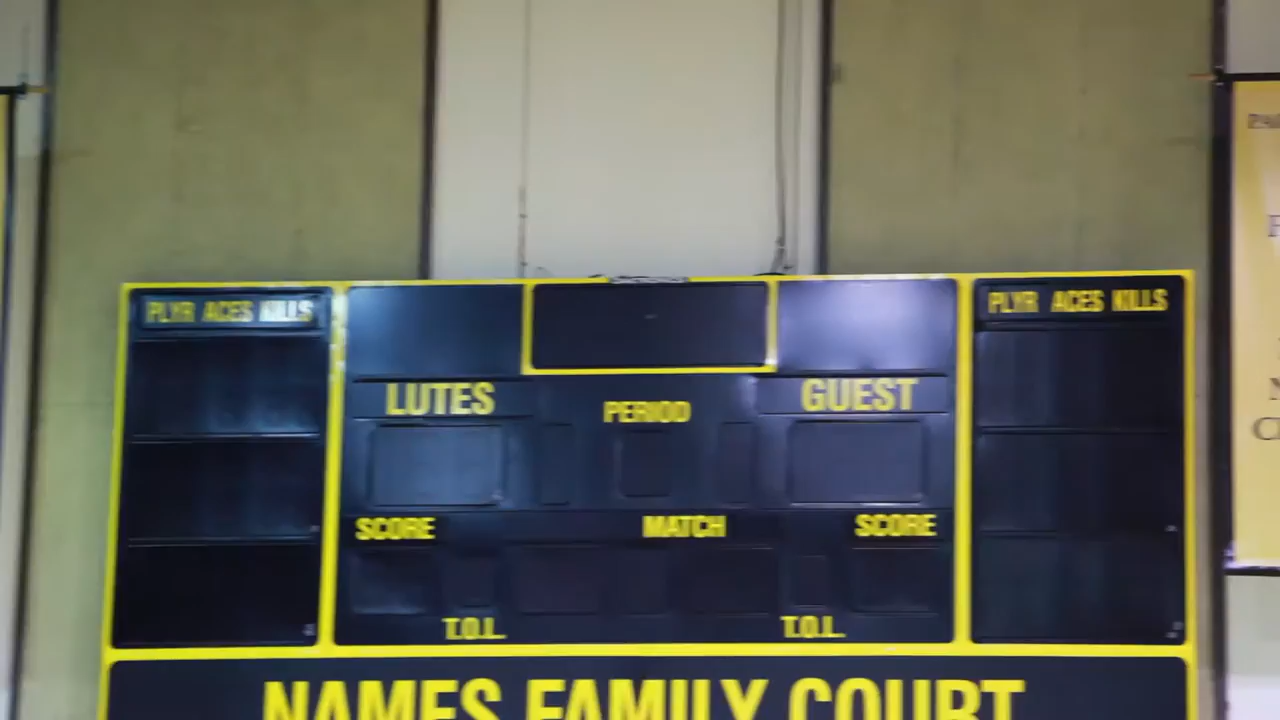 PLYR ACES KILLS
PLYR ACES KILLS
LUTES
PERIOD
GUEST
SCORE
MATCH
SCORE
T.O.L.
T.O.L.
NAMES FAMILY COURT